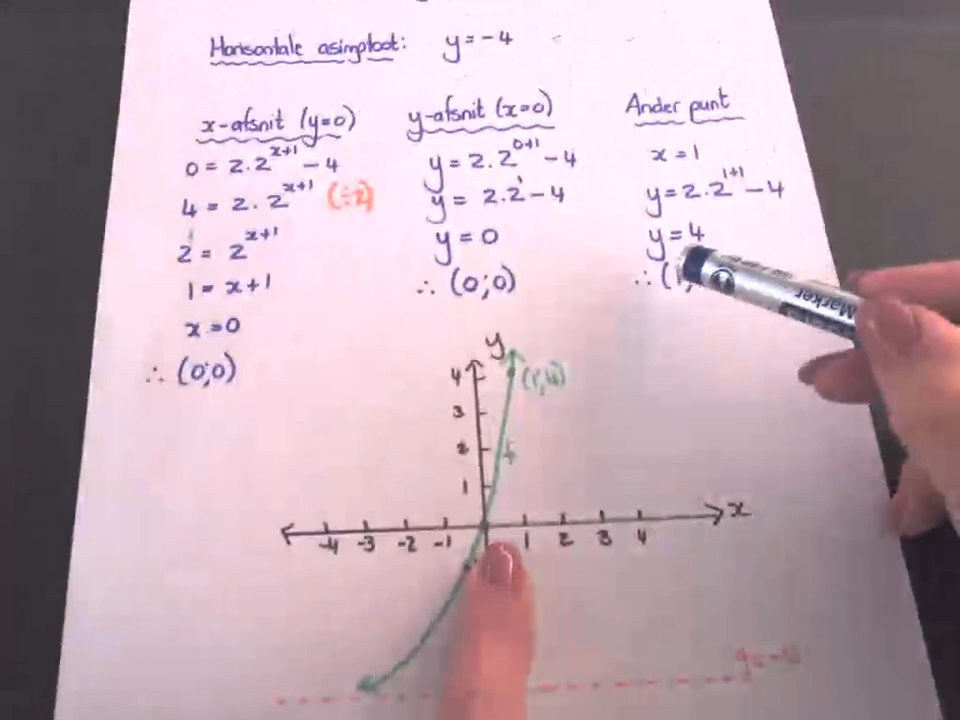 Horisontale asimptoot: y = -4
x-afsnit (y=0)
0 = 2.2^{x+1} - 4
4 = 2.2^{x+1} (÷2)
2 = 2^{x+1}
1 = x+1
x = 0
∴ (0;0)
y-afsnit (x=0)
y = 2.2^{0+1} - 4
y = 2.2^{1} - 4
y = 0
∴ (0;0)
Ander punt
x = 1
y = 2.2^{1+1} - 4
y = 4
∴ (1;
Marker
y
4
(1;4)
3
2
f
1
x
-4 -3 -2 -1 1 2 3 4
y = -4